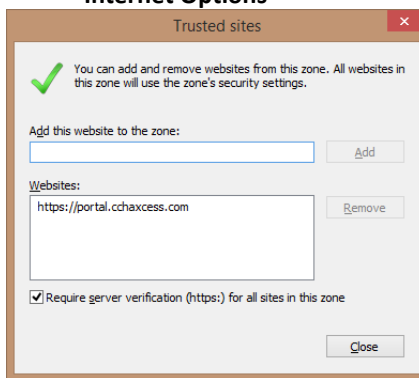 Internet Options
Trusted sites
You can add and remove websites from this zone. All websites in
this zone will use the zone's security settings.
Add this website to the zone:
Add
Websites:
https://portal.cchaxcess.com
Remove
Require server verification (https:) for all sites in this zone
Close